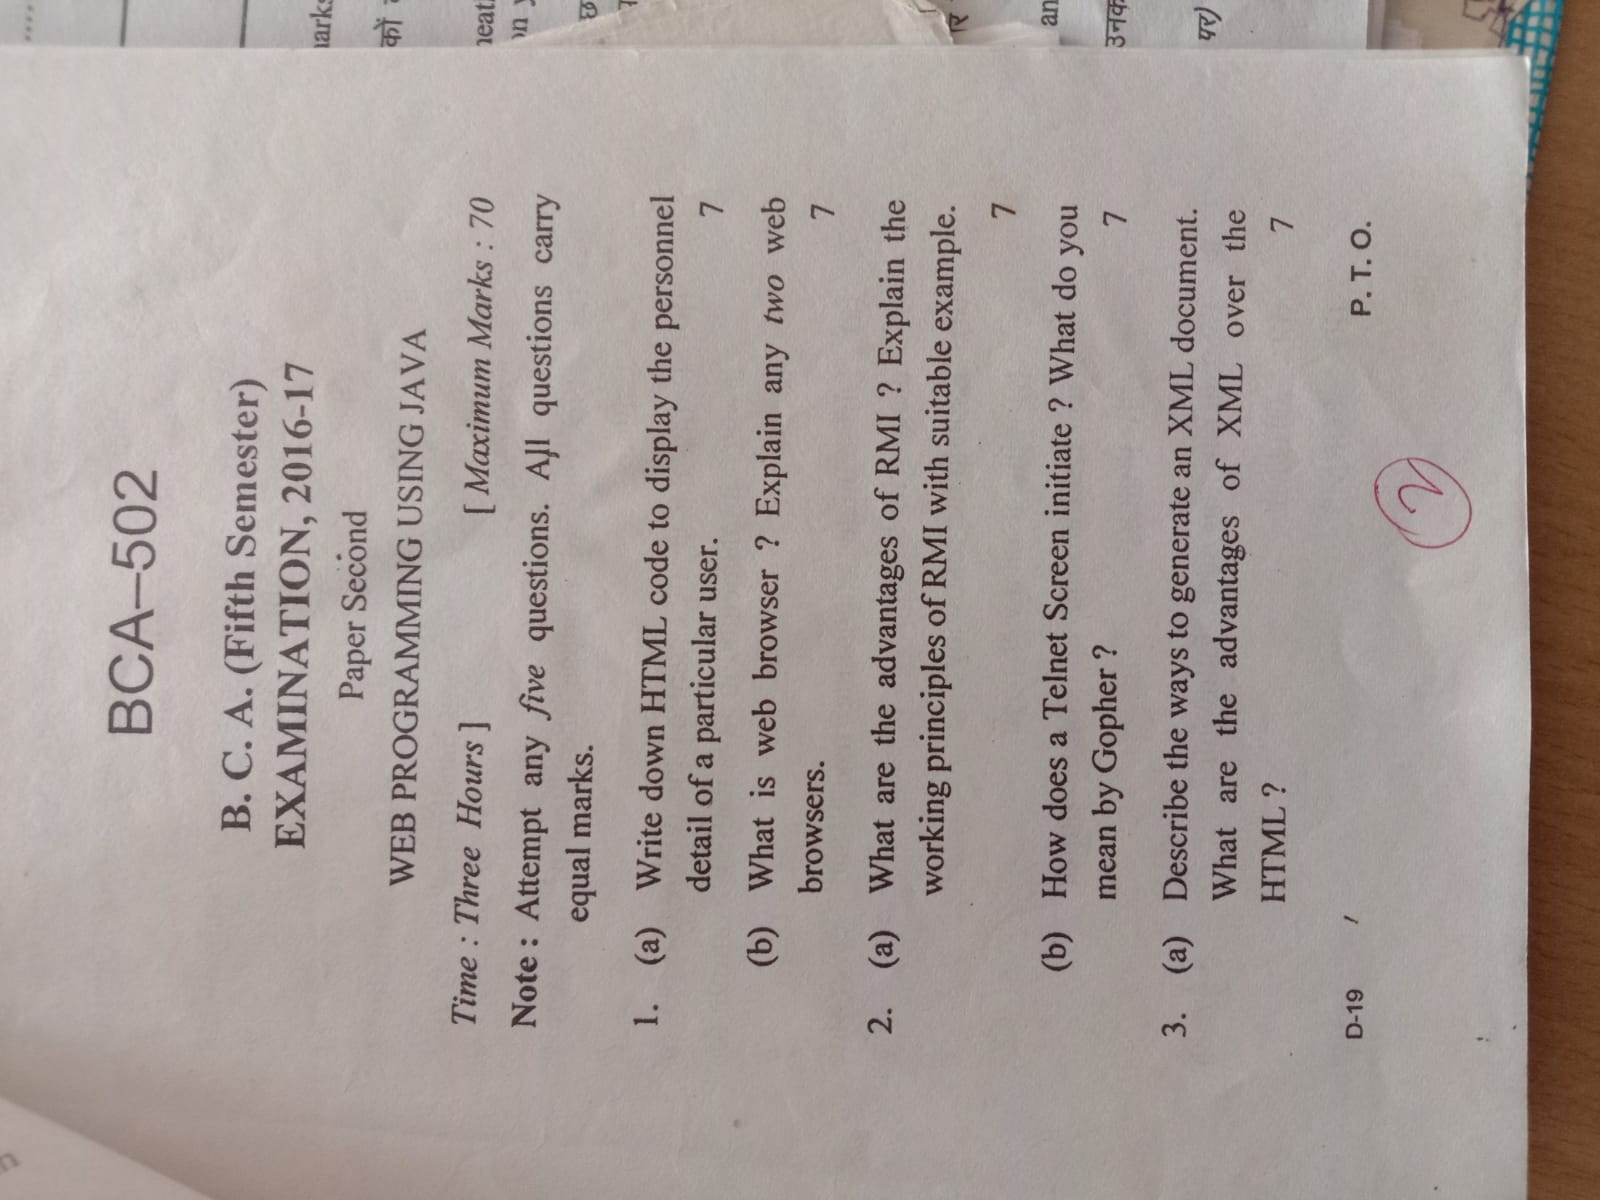 BCA–502
B. C. A. (Fifth Semester)
EXAMINATION, 2016-17
Paper Second
WEB PROGRAMMING USING JAVA
Time : Three Hours ] [ Maximum Marks : 70
Note : Attempt any five questions. All questions carry
equal marks.
1. (a) Write down HTML code to display the personnel
detail of a particular user. 7
(b) What is web browser ? Explain any two web
browsers. 7
2. (a) What are the advantages of RMI ? Explain the
working principles of RMI with suitable example.
7
(b) How does a Telnet Screen initiate ? What do you
mean by Gopher ? 7
3. (a) Describe the ways to generate an XML document.
What are the advantages of XML over the
HTML ? 7
D-19 P. T. O.
2
an
पर)